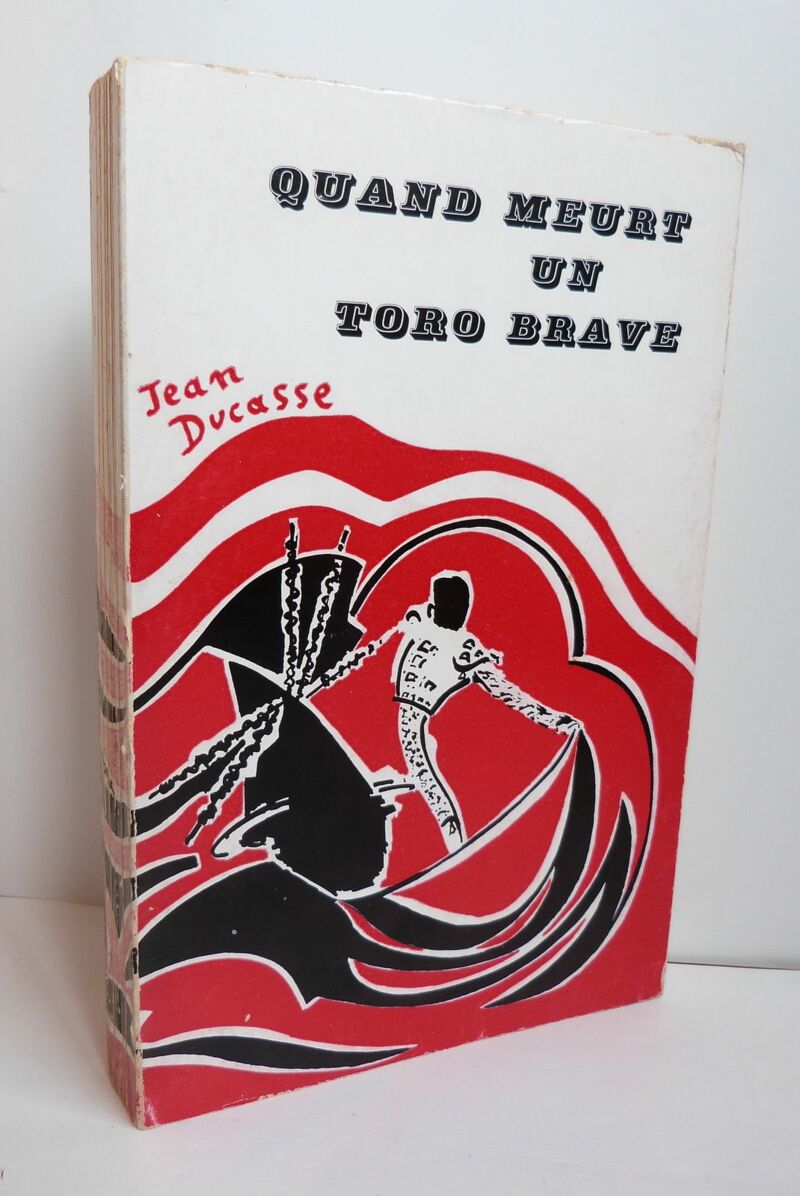 QUAND MEURT
UN
TORO BRAVE
Jean
Ducasse